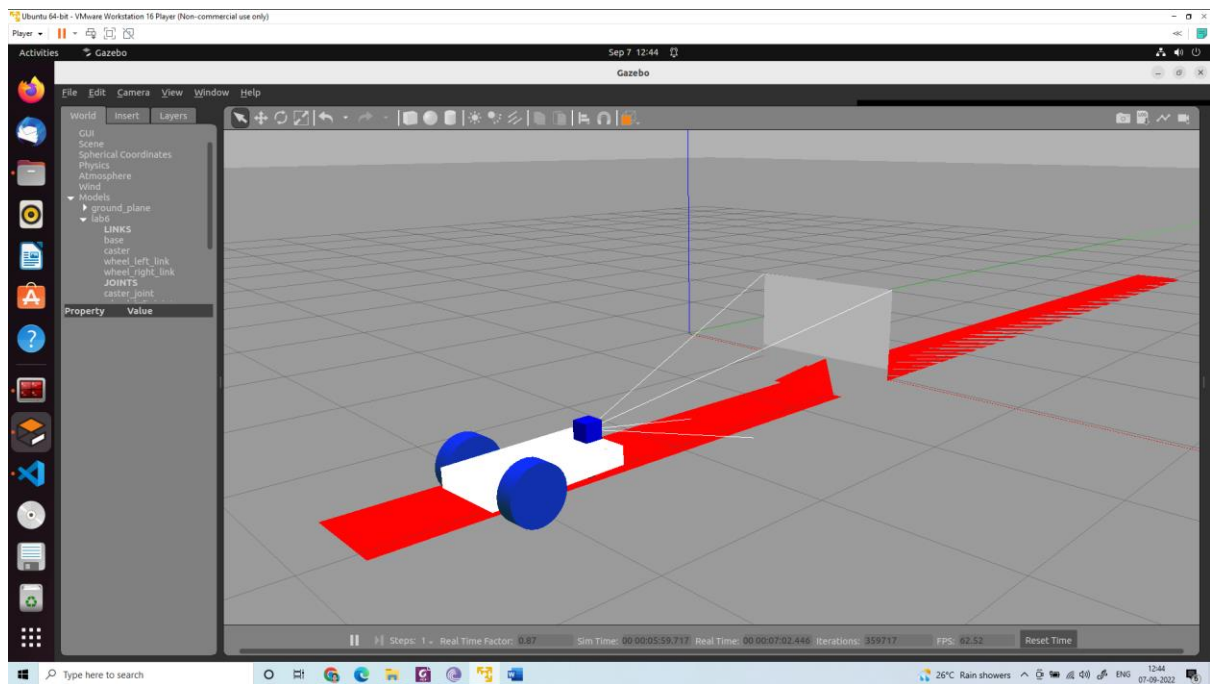 Ubuntu 64-bit - VMware Workstation 16 Player (Non-commercial use only)
Player
Activities Gazebo Sep 7 12:44
Gazebo
File Edit Camera View Window Help
World Insert Layers
GUI
Scene
Spherical Coordinates
Physics
Atmosphere
Wind
Models
ground_plane
lab6
LINKS
base
caster
wheel_left_link
wheel_right_link
JOINTS
caster_joint
Property Value
Steps: 1 Real Time Factor: 0.87 Sim Time: 00 00:05:59.717 Real Time: 00 00:07:02.446 Iterations: 359717 FPS: 62.52 Reset Time
Type here to search 26°C Rain showers ENG 12:44
07-09-2022